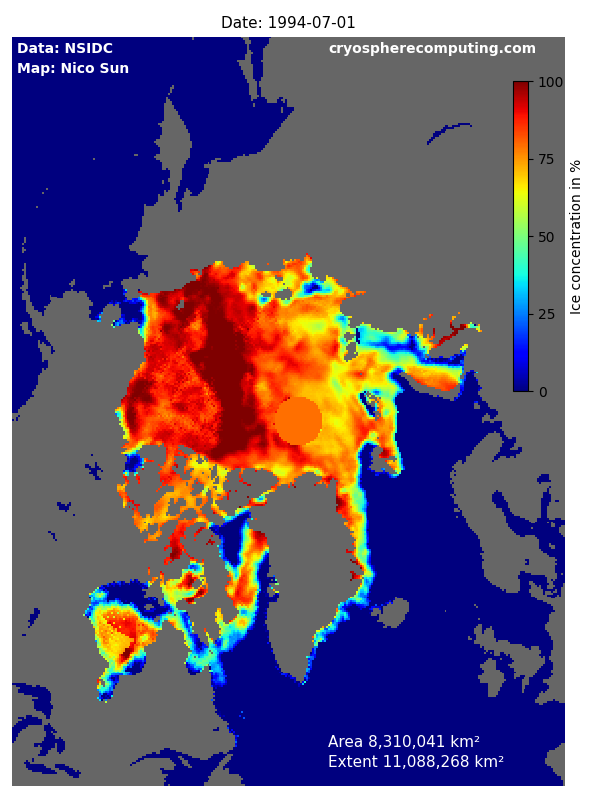 Date: 1994-07-01
Data: NSIDC
Map: Nico Sun
cryospherecomputing.com
100
75
50
25
0
Ice concentration in %
Area 8,310,041 km²
Extent 11,088,268 km²